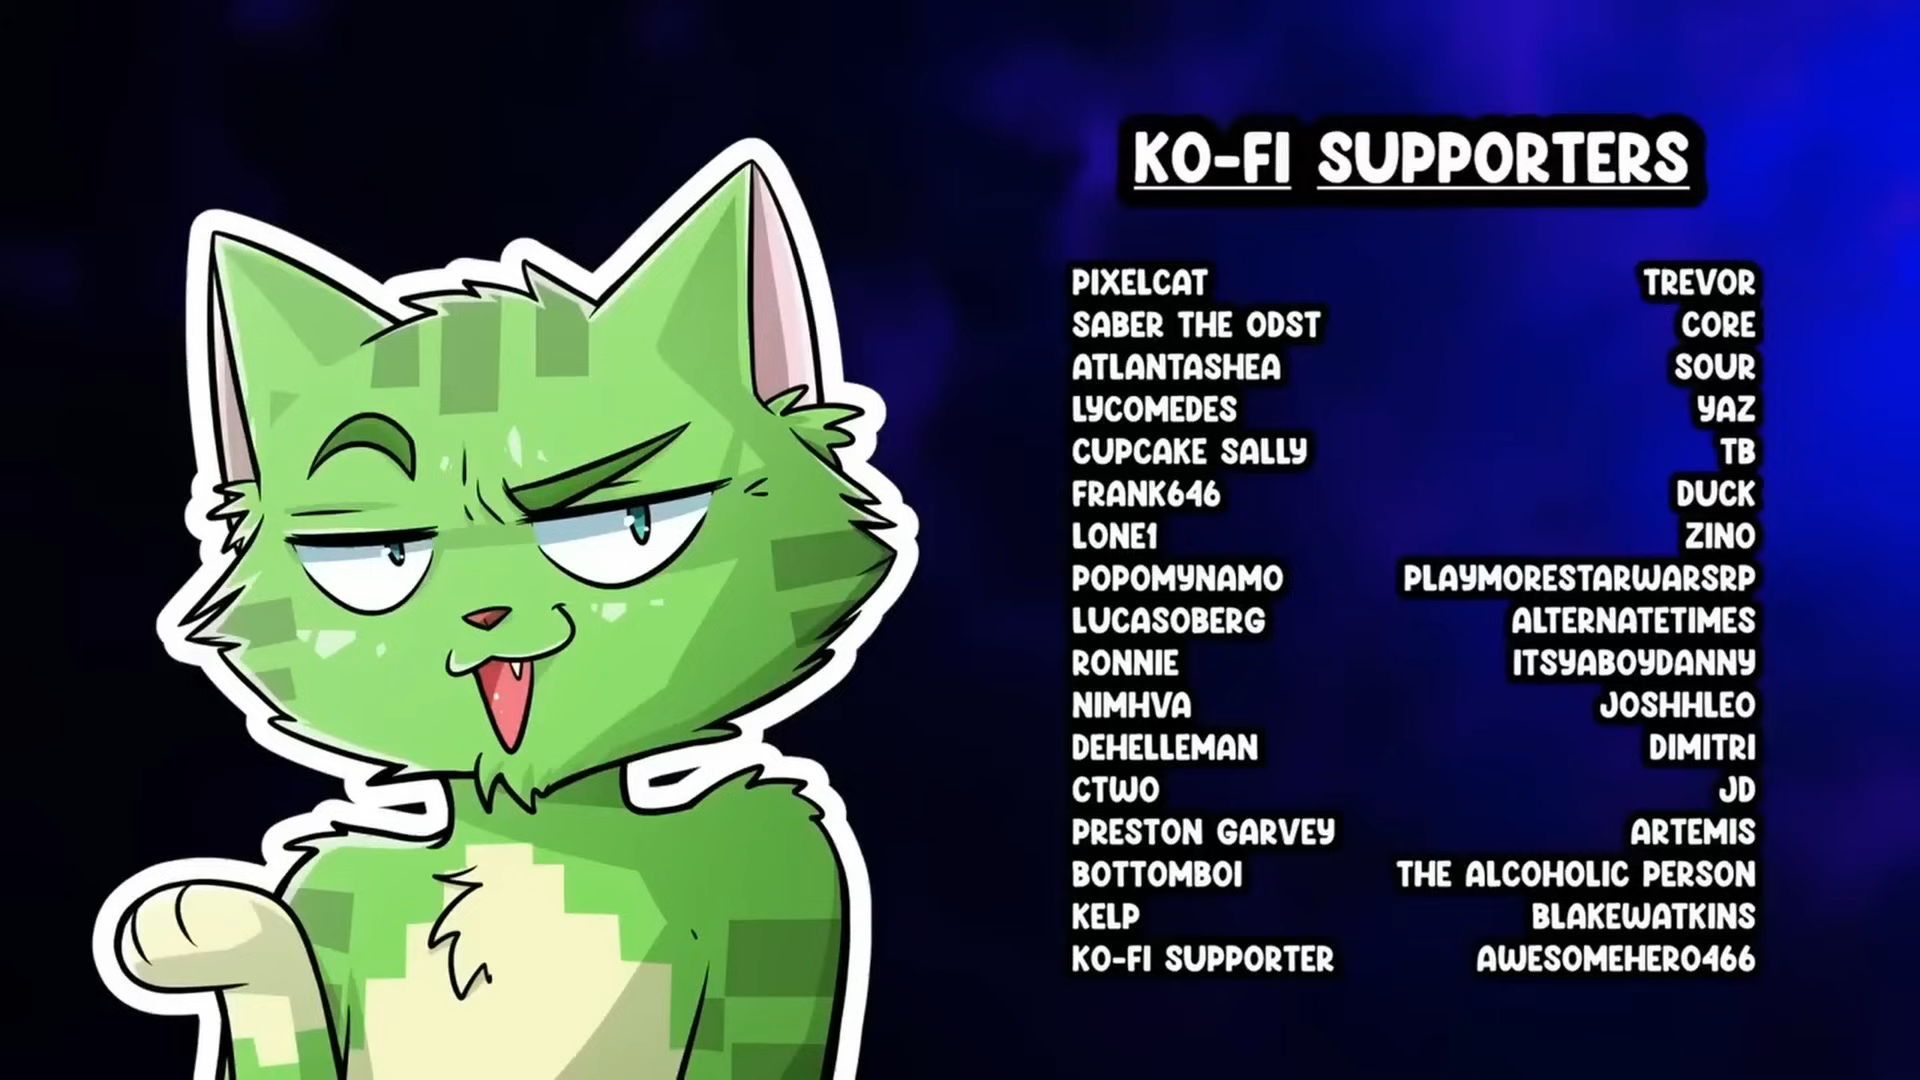 KO-FI SUPPORTERS
PIXELCAT
SABER THE ODST
ATLANTASHEA
LYCOMEDES
CUPCAKE SALLY
FRANK646
LONE1
POPOMYNAMO
LUCASOBERG
RONNIE
NIMHVA
DEHELLEMAN
CTWO
PRESTON GARVEY
BOTTOMBOI
KELP
KO-FI SUPPORTER
TREVOR
CORE
SOUR
YAZ
TB
DUCK
ZINO
PLAYMORESTARWARSRP
ALTERNATETIMES
ITSYABOYDANNY
JOSHHLEO
DIMITRI
JD
ARTEMIS
THE ALCOHOLIC PERSON
BLAKEWATKINS
AWESOMEHERO466